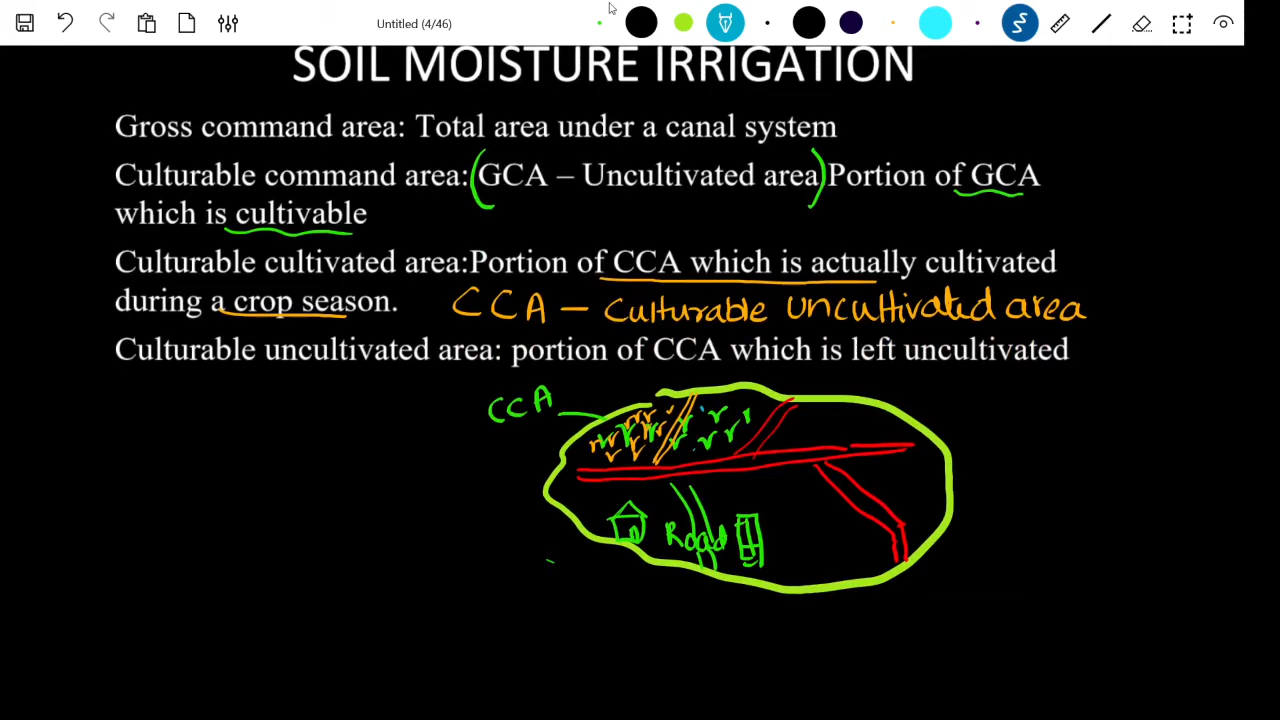 Untitled (4/46)
SOIL MOISTURE IRRIGATION
Gross command area: Total area under a canal system
Culturable command area: (GCA – Uncultivated area) Portion of GCA
which is cultivable
Culturable cultivated area:Portion of CCA which is actually cultivated
during a crop season. CCA – Culturable Uncultivated area
Culturable uncultivated area: portion of CCA which is left uncultivated
CCA
Road